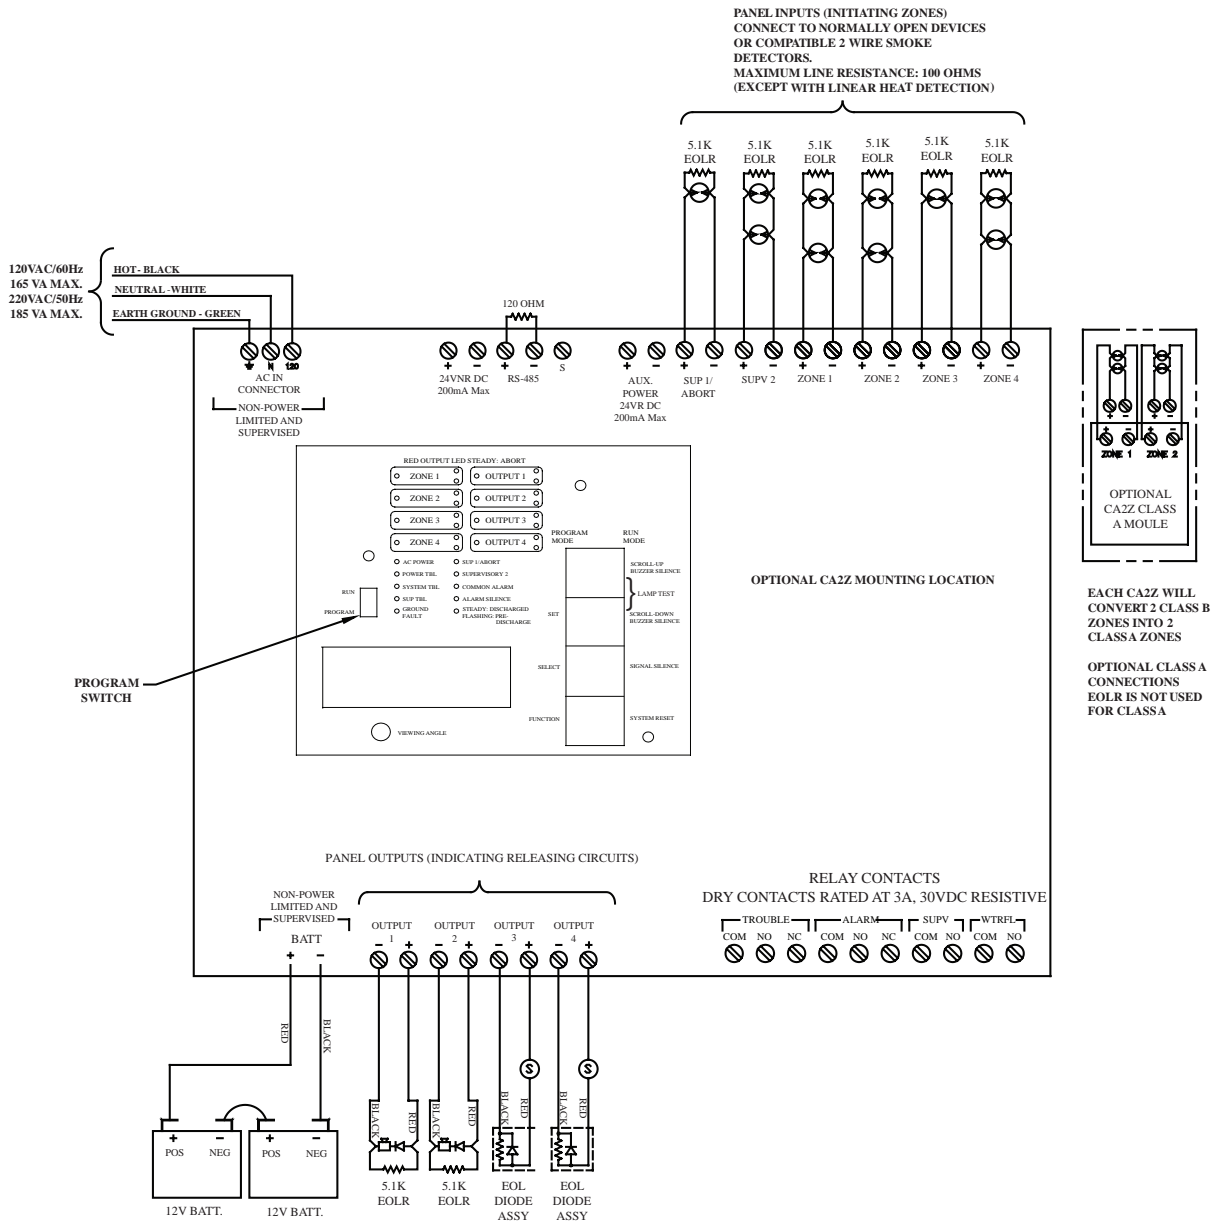 PANEL INPUTS (INITIATING ZONES)
CONNECT TO NORMALLY OPEN DEVICES
OR COMPATIBLE 2 WIRE SMOKE
DETECTORS.
MAXIMUM LINE RESISTANCE: 100 OHMS
(EXCEPT WITH LINEAR HEAT DETECTION)
5.1K
EOLR
5.1K
EOLR
5.1K
EOLR
5.1K
EOLR
5.1K
EOLR
5.1K
EOLR
120VAC/60Hz
165 VA MAX.
220VAC/50Hz
185 VA MAX.
HOT- BLACK
NEUTRAL -WHITE
EARTH GROUND - GREEN
120 OHM
N 120
AC IN
CONNECTOR
NON-POWER
LIMITED AND
SUPERVISED
+ -
24VNR DC
200mA Max
+ -
RS-485
S
+ -
AUX.
POWER
24VR DC
200mA Max
+ -
SUP 1/
ABORT
+ -
SUPV 2
+ -
ZONE 1
+ -
ZONE 2
+ -
ZONE 3
+ -
ZONE 4
+ - + -
+ - + -
ZONE 1 ZONE 2
OPTIONAL
CA2Z CLASS
A MOULE
EACH CA2Z WILL
CONVERT 2 CLASS B
ZONES INTO 2
CLASS A ZONES
OPTIONAL CLASS A
CONNECTIONS
EOLR IS NOT USED
FOR CLASS A
RED OUTPUT LED STEADY: ABORT
ZONE 1 OUTPUT 1
ZONE 2 OUTPUT 2
ZONE 3 OUTPUT 3
ZONE 4 OUTPUT 4
AC POWER SUP 1/ABORT
POWER TBL SUPERVISORY 2
SYSTEM TBL COMMON ALARM
SUP TBL ALARM SILENCE
GROUND
FAULT
STEADY: DISCHARGED
FLASHING: PRE-
DISCHARGE
RUN
PROGRAM
PROGRAM
MODE
RUN
MODE
SCROLL-UP
BUZZER SILENCE
LAMP TEST
SET
SCROLL-DOWN
BUZZER SILENCE
SELECT
SIGNAL SILENCE
FUNCTION
SYSTEM RESET
VIEWING ANGLE
PROGRAM
SWITCH
OPTIONAL CA2Z MOUNTING LOCATION
PANEL OUTPUTS (INDICATING RELEASING CIRCUITS)
NON-POWER
LIMITED AND
SUPERVISED
BATT
+ -
OUTPUT
1
- +
OUTPUT
2
- +
OUTPUT
3
- +
OUTPUT
4
- +
RELAY CONTACTS
DRY CONTACTS RATED AT 3A, 30VDC RESISTIVE
TROUBLE ALARM SUPV WTRFL
COM NO NC COM NO NC COM NO COM NO
RED
BLACK
S
S
BLACK
RED
BLACK
RED
BLACK
RED
BLACK
RED
+ - + -
POS NEG POS NEG
12V BATT. 12V BATT.
5.1K
EOLR
5.1K
EOLR
EOL
DIODE
ASSY
EOL
DIODE
ASSY